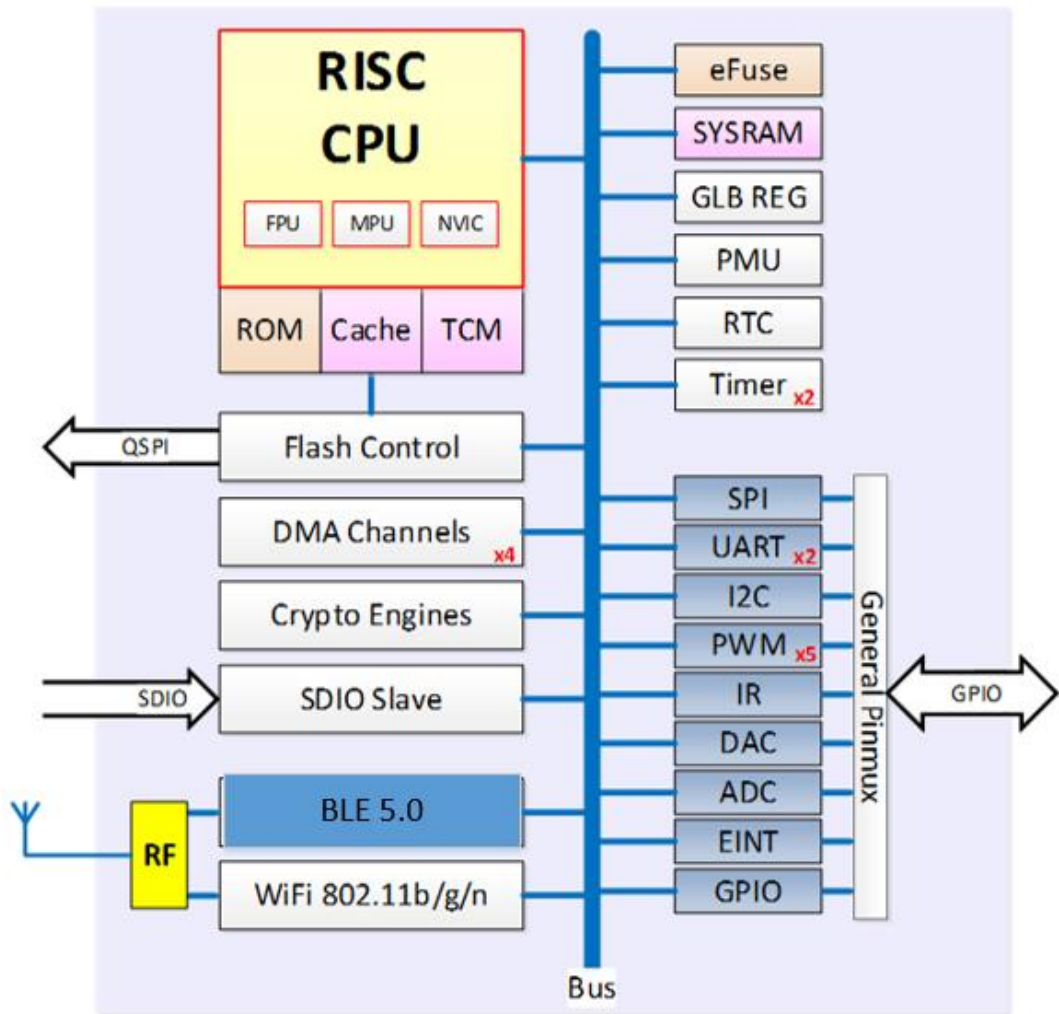 RISC
CPU
FPU
MPU
NVIC
ROM
Cache
TCM
QSPI
Flash Control
DMA Channels
x4
Crypto Engines
SDIO
SDIO Slave
BLE 5.0
RF
WiFi 802.11b/g/n
Bus
eFuse
SYSRAM
GLB REG
PMU
RTC
Timer x2
SPI
UART x2
I2C
PWM x5
IR
DAC
ADC
EINT
GPIO
General Pinmux
GPIO